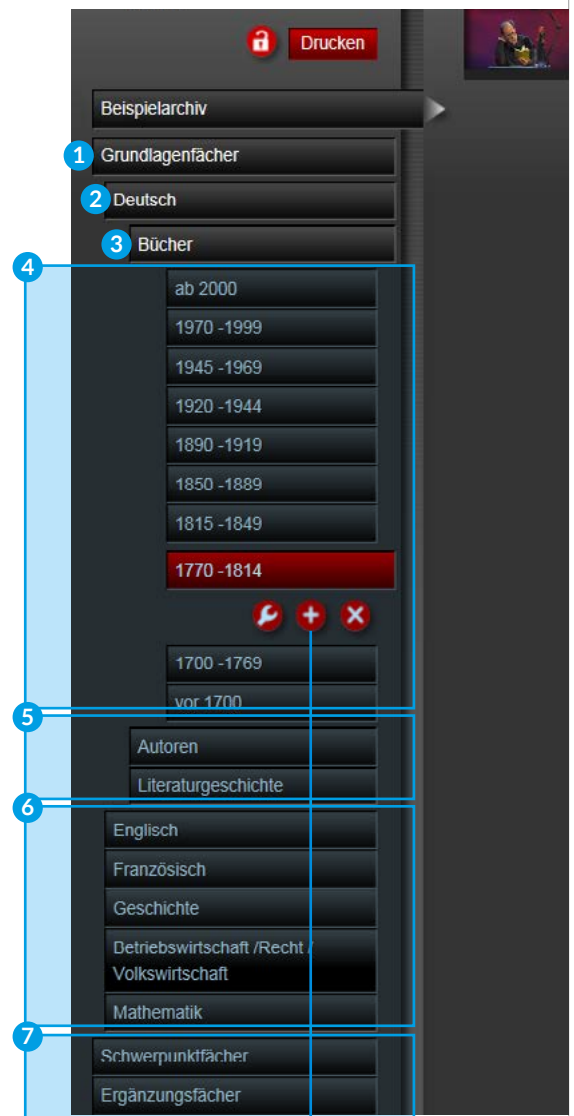 Drucken
Beispielarchiv
1 Grundlagenfächer
2 Deutsch
3 Bücher
4
ab 2000
1970 -1999
1945 -1969
1920 -1944
1890 -1919
1850 -1889
1815 -1849
1770 -1814
1700 -1769
vor 1700
5
Autoren
Literaturgeschichte
6
Englisch
Französisch
Geschichte
Betriebswirtschaft /Recht /
Volkswirtschaft
Mathematik
7
Schwerpunktfächer
Ergänzungsfächer